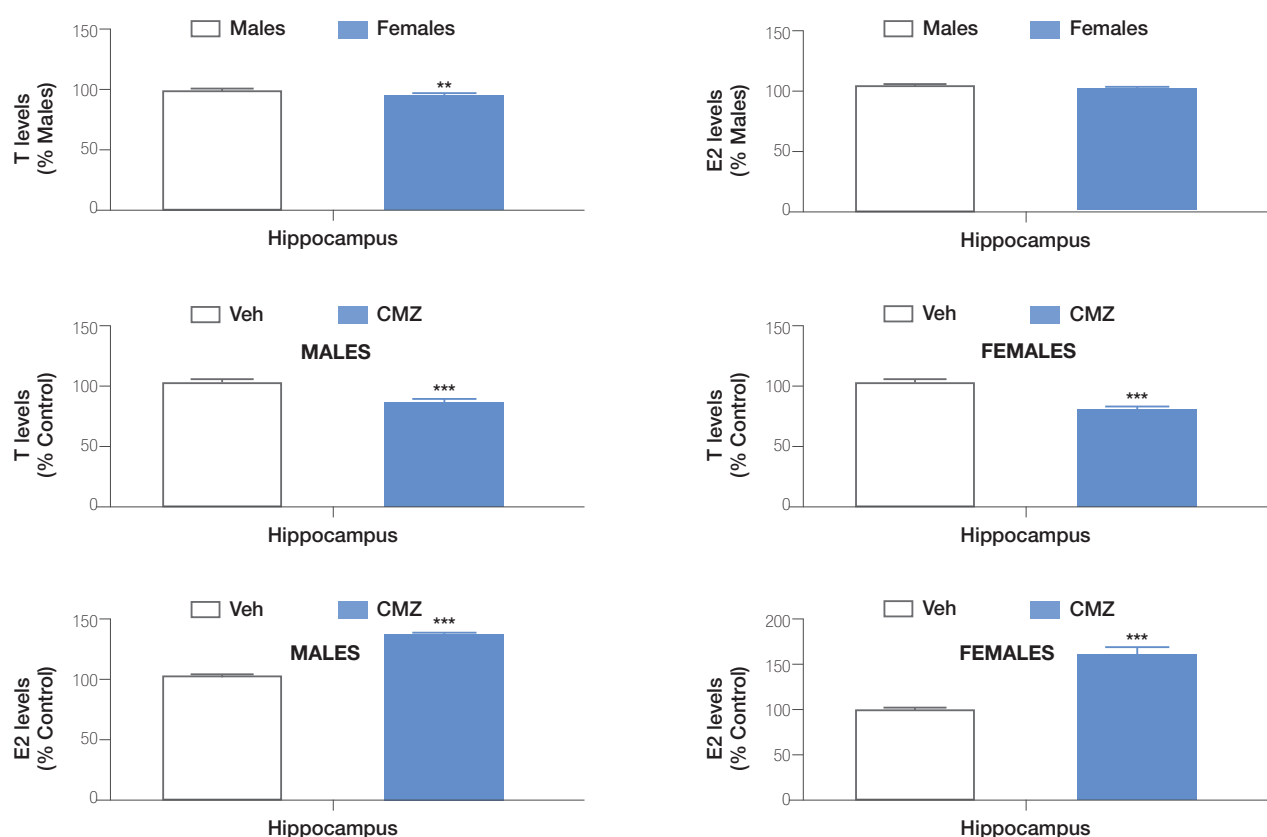 Males Females
150
100
50
0
T levels
(% Males)
**
Hippocampus
Males Females
150
100
50
0
E2 levels
(% Males)
Hippocampus
Veh CMZ
MALES
150
100
50
0
T levels
(% Control)
***
Hippocampus
Veh CMZ
FEMALES
150
100
50
0
T levels
(% Control)
***
Hippocampus
Veh CMZ
MALES
150
100
50
0
E2 levels
(% Control)
***
Hippocampus
Veh CMZ
FEMALES
200
150
100
50
0
E2 levels
(% Control)
***
Hippocampus